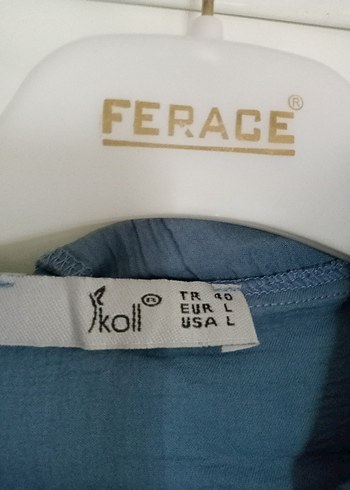 FERACE®
koll®
TR 40
EUR L
USA L